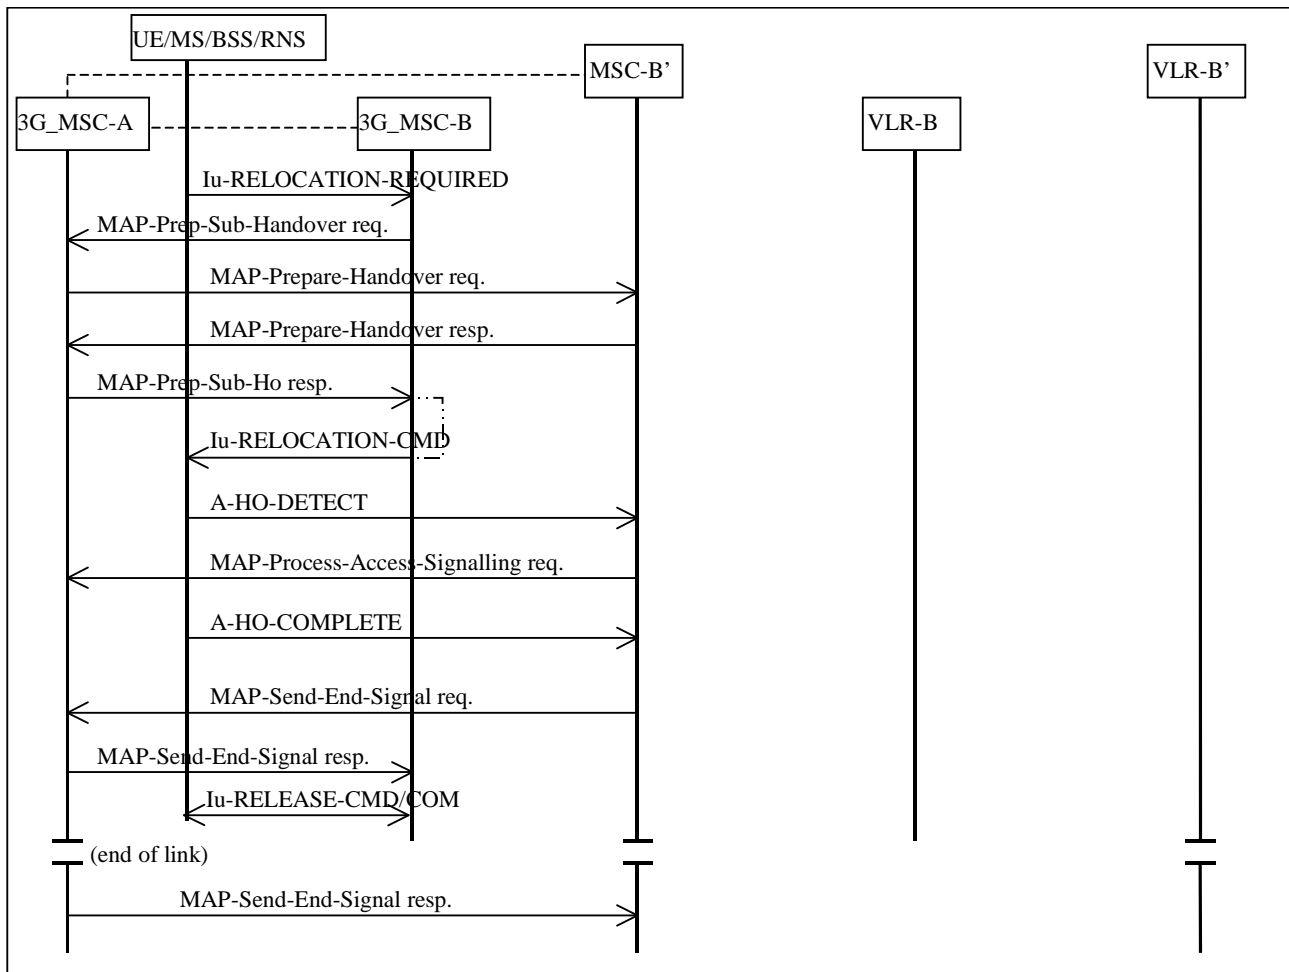 UE/MS/BSS/RNS
MSC-B’
VLR-B’
3G_MSC-A
3G_MSC-B
VLR-B
Iu-RELOCATION-REQUIRED
MAP-Prep-Sub-Handover req.
MAP-Prepare-Handover req.
MAP-Prepare-Handover resp.
MAP-Prep-Sub-Ho resp.
Iu-RELOCATION-CMD
A-HO-DETECT
MAP-Process-Access-Signalling req.
A-HO-COMPLETE
MAP-Send-End-Signal req.
MAP-Send-End-Signal resp.
Iu-RELEASE-CMD/COM
(end of link)
MAP-Send-End-Signal resp.